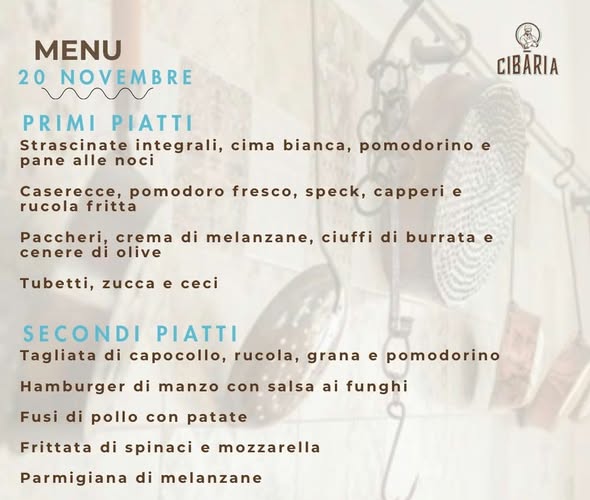 MENU
20 NOVEMBRE
CIBÀRIA
PRIMI PIATTI
Strascinate integrali, cima bianca, pomodorino e
pane alle noci
Caserecce, pomodoro fresco, speck, capperi e
rucola fritta
Paccheri, crema di melanzane, ciuffi di burrata e
cenere di olive
Tubetti, zucca e ceci
SECONDI PIATTI
Tagliata di capocollo, rucola, grana e pomodorino
Hamburger di manzo con salsa ai funghi
Fusi di pollo con patate
Frittata di spinaci e mozzarella
Parmigiana di melanzane